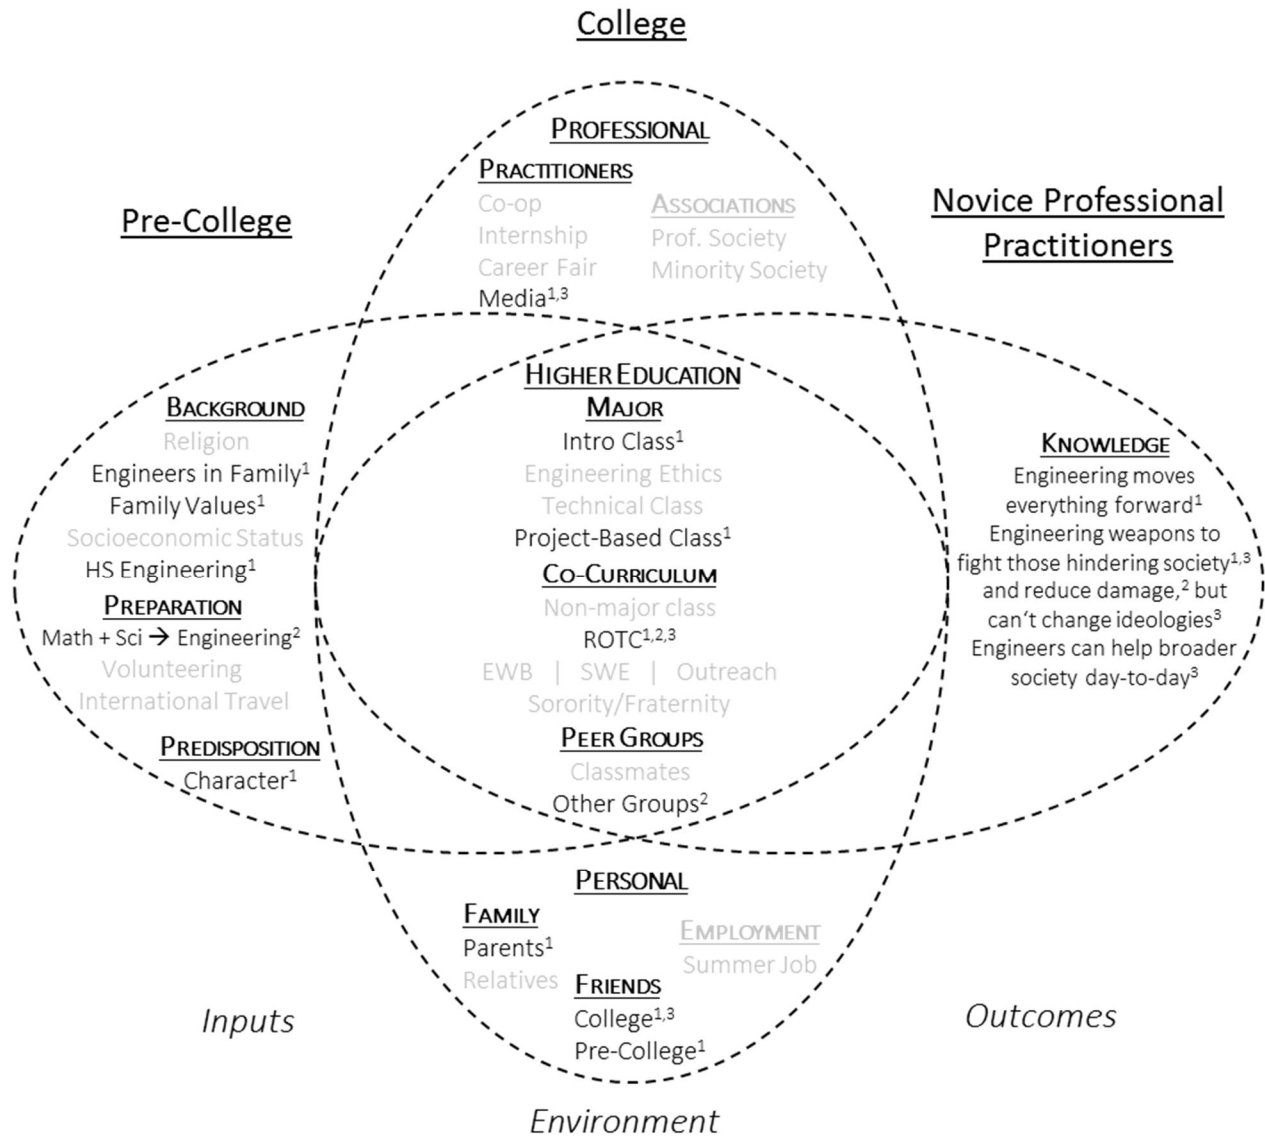 College
Pre-College
Novice Professional
Practitioners
PROFESSIONAL
PRACTITIONERS
Co-op
Internship
Career Fair
Media1,3
ASSOCIATIONS
Prof. Society
Minority Society
BACKGROUND
Religion
Engineers in Family1
Family Values1
Socioeconomic Status
HS Engineering1
PREPARATION
Math + Sci → Engineering2
Volunteering
International Travel
PREDISPOSITION
Character1
HIGHER EDUCATION
MAJOR
Intro Class1
Engineering Ethics
Technical Class
Project-Based Class1
CO-CURRICULUM
Non-major class
ROTC1,2,3
EWB | SWE | Outreach
Sorority/Fraternity
PEER GROUPS
Classmates
Other Groups2
KNOWLEDGE
Engineering moves
everything forward1
Engineering weapons to
fight those hindering society1,3
and reduce damage,2 but
can't change ideologies3
Engineers can help broader
society day-to-day3
PERSONAL
FAMILY
Parents1
Relatives
EMPLOYMENT
Summer Job
FRIENDS
College1,3
Pre-College1
Inputs
Outcomes
Environment